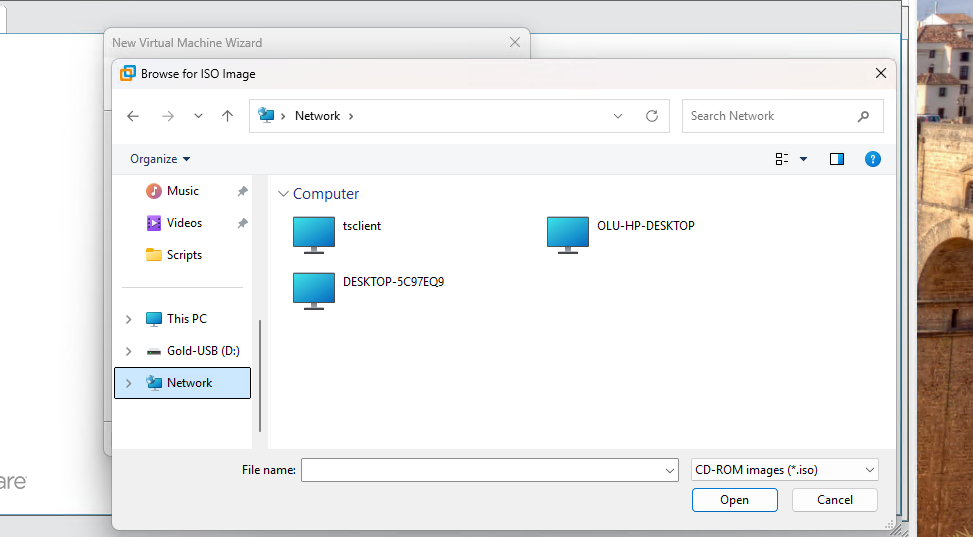 New Virtual Machine Wizard
Browse for ISO Image
Network
Search Network
Organize
Music
Videos
Scripts
This PC
Gold-USB (D:)
Network
Computer
tsclient
OLU-HP-DESKTOP
DESKTOP-5C97EQ9
File name:
CD-ROM images (*.iso)
Open
Cancel
are